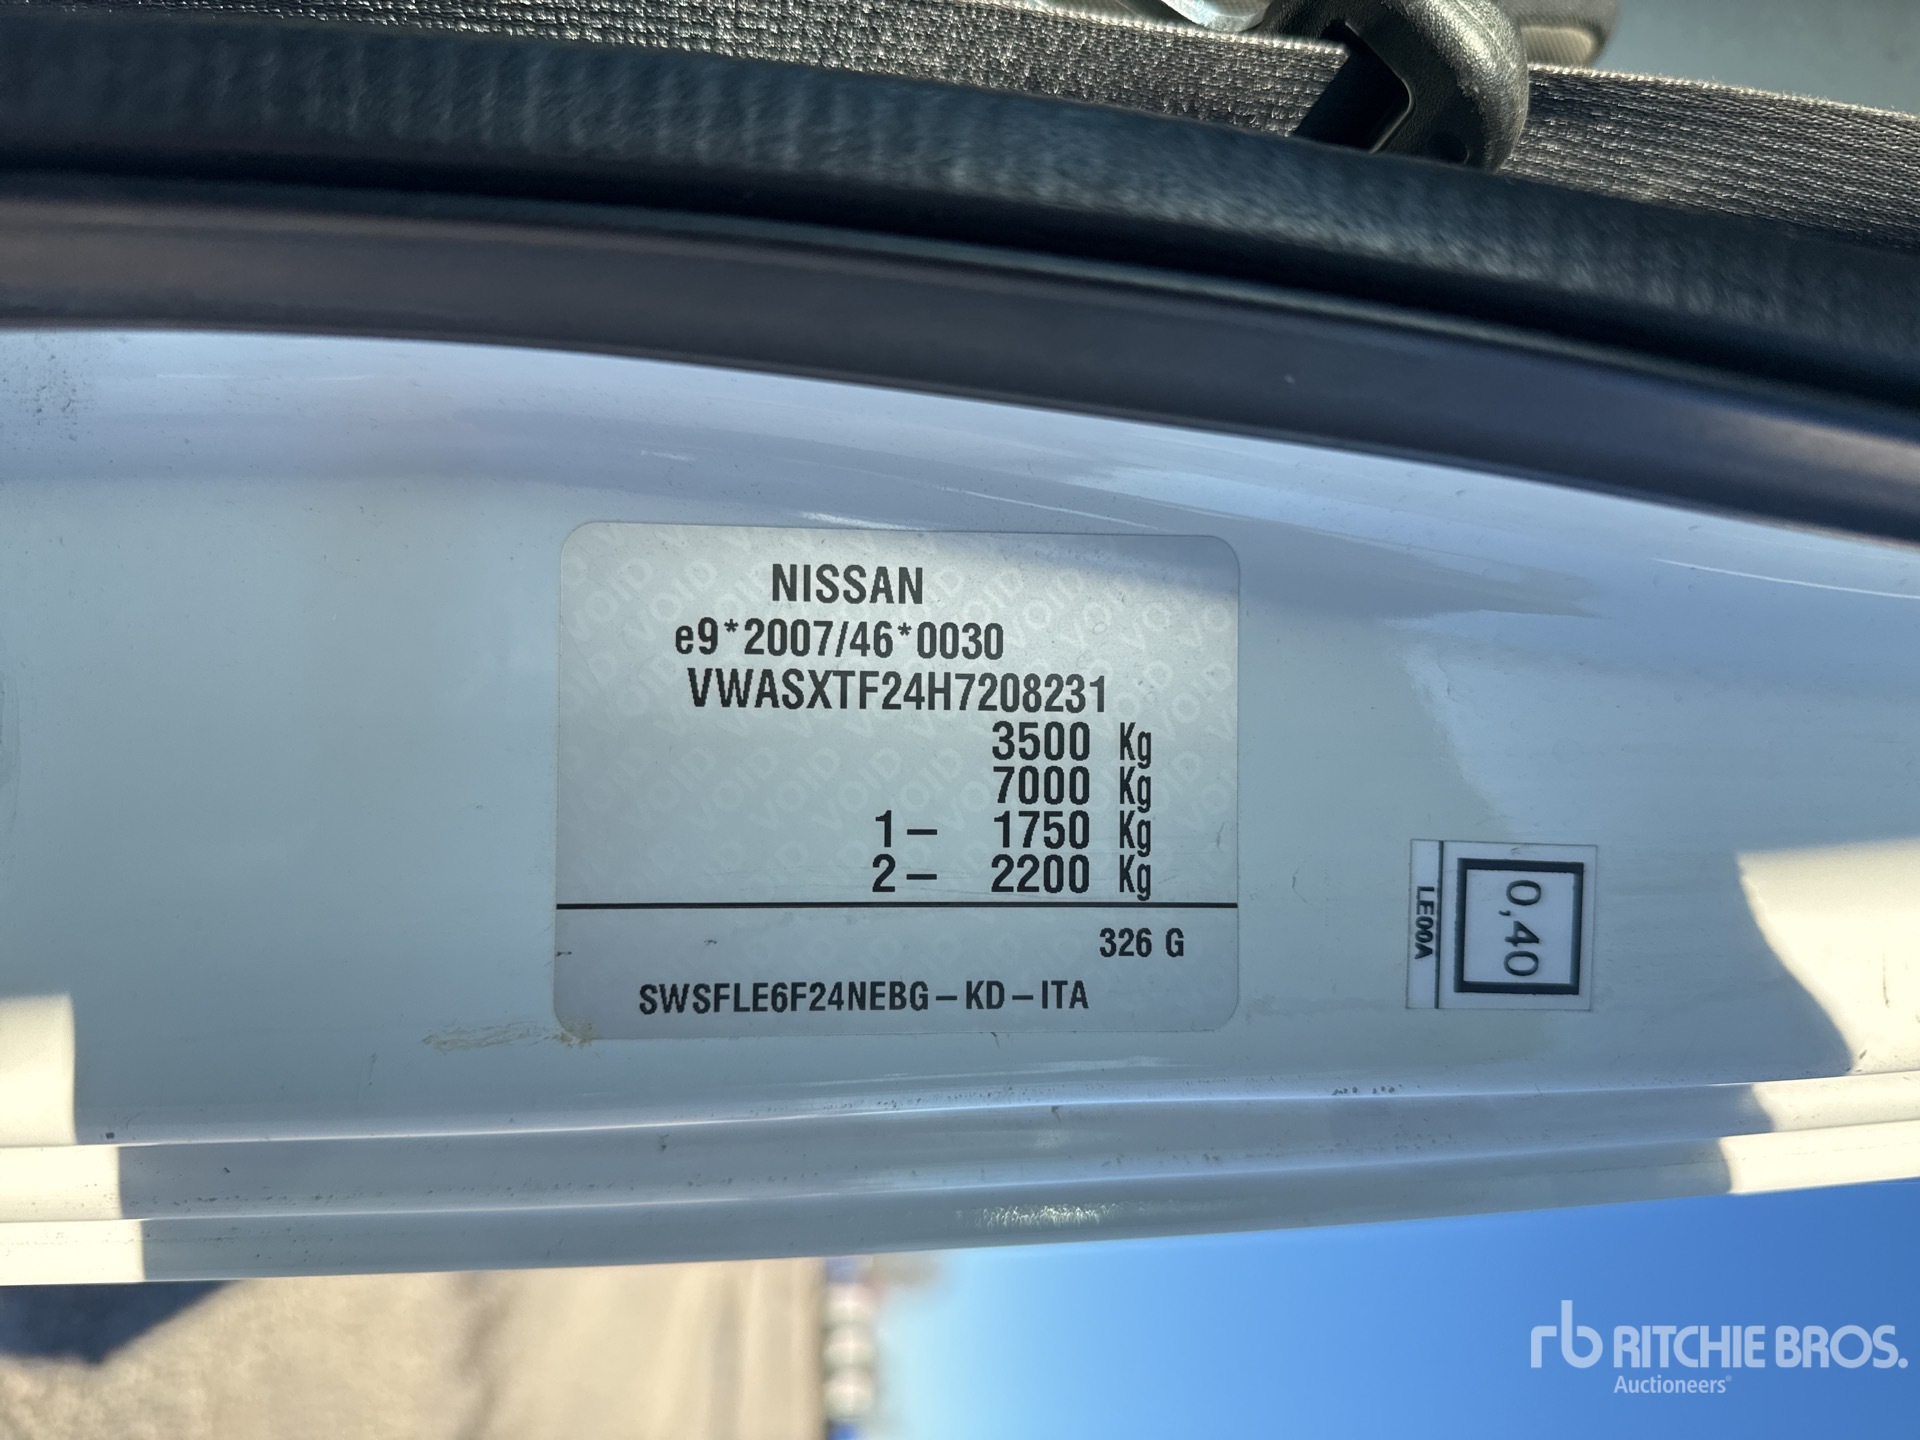 NISSAN
e9*2007/46*0030
VWASXTF24H7208231
3500 Kg
7000 Kg
1– 1750 Kg
2– 2200 Kg
326 G
SWSFLE6F24NEBG–KD–ITA
0,40
LE00A
rb RITCHIE BROS.
Auctioneers®